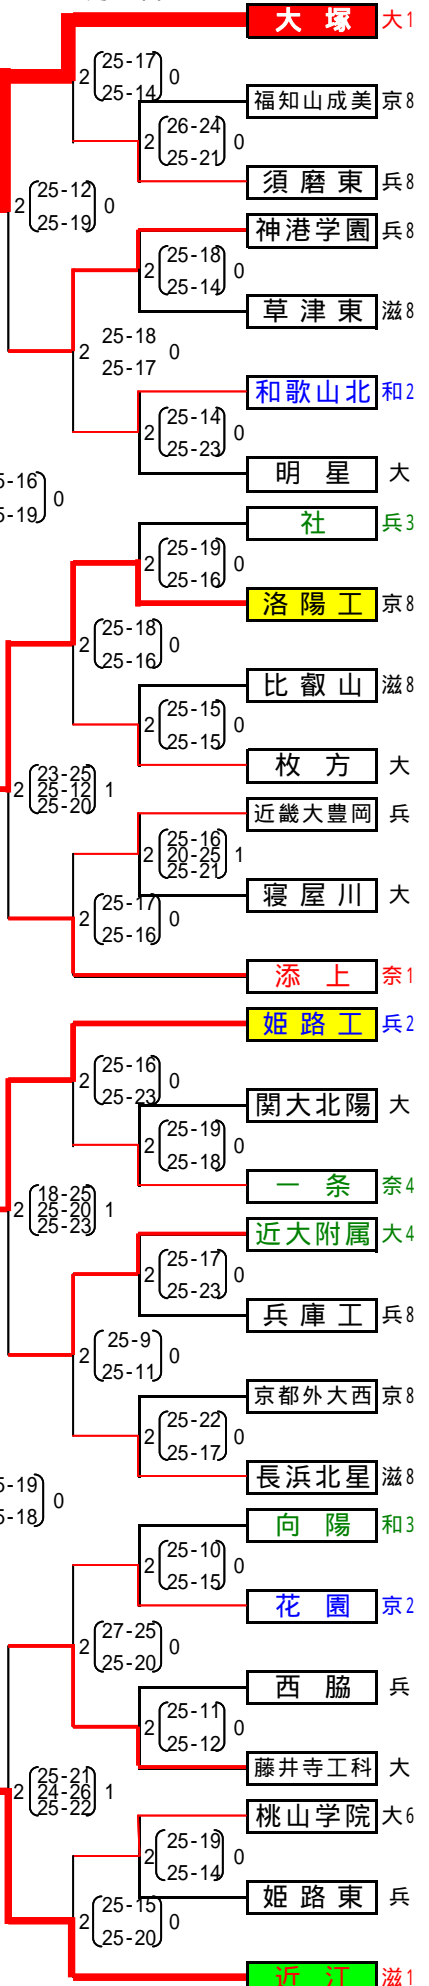 大塚 大1
2 25-17 0
25-14
福知山成美 京8
2 26-24 0
25-21
須磨東 兵8
2 25-12 0
25-19
神港学園 兵8
2 25-18 0
25-14
草津東 滋8
2 25-18 0
25-17
和歌山北 和2
2 25-14 0
25-23
明星 大
5-16 0
5-19
社 兵3
2 25-19 0
25-16
洛陽工 京8
2 25-18 0
25-16
比叡山 滋8
2 25-15 0
25-15
枚方 大
2 23-25 1
25-12
25-20
近畿大豊岡 兵
2 25-16 1
20-25
25-21
寝屋川 大
2 25-17 0
25-16
添上 奈1
姫路工 兵2
2 25-16 0
25-23
関大北陽 大
2 25-19 0
25-18
一条 奈4
2 18-25 1
25-20
25-23
近大附属 大4
2 25-17 0
25-23
兵庫工 兵8
2 25-9 0
25-11
京都外大西 京8
2 25-22 0
25-17
長浜北星 滋8
5-19 0
5-18
向陽 和3
2 25-10 0
25-15
花園 京2
2 27-25 0
25-20
西脇 兵
2 25-11 0
25-12
藤井寺工科 大
2 25-21 1
24-26
25-22
桃山学院 大6
2 25-19 0
25-14
姫路東 兵
2 25-15 0
25-20
近江 滋1